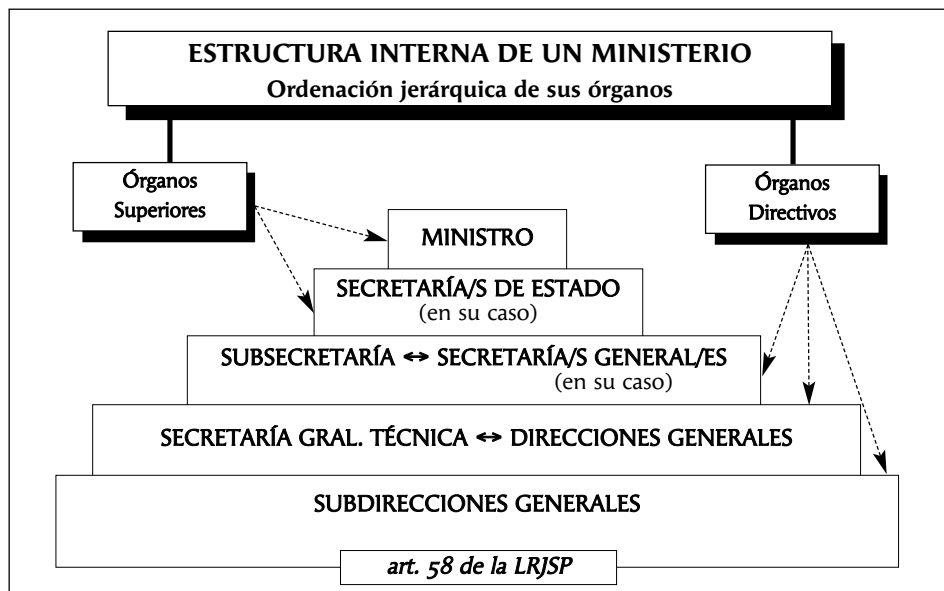 ESTRUCTURA INTERNA DE UN MINISTERIO
Ordenación jerárquica de sus órganos
Órganos
Superiores
Órganos
Directivos
MINISTRO
SECRETARÍA/S DE ESTADO
(en su caso)
SUBSECRETARÍA ↔ SECRETARÍA/S GENERAL/ES
(en su caso)
SECRETARÍA GRAL. TÉCNICA ↔ DIRECCIONES GENERALES
SUBDIRECCIONES GENERALES
art. 58 de la LRJSP